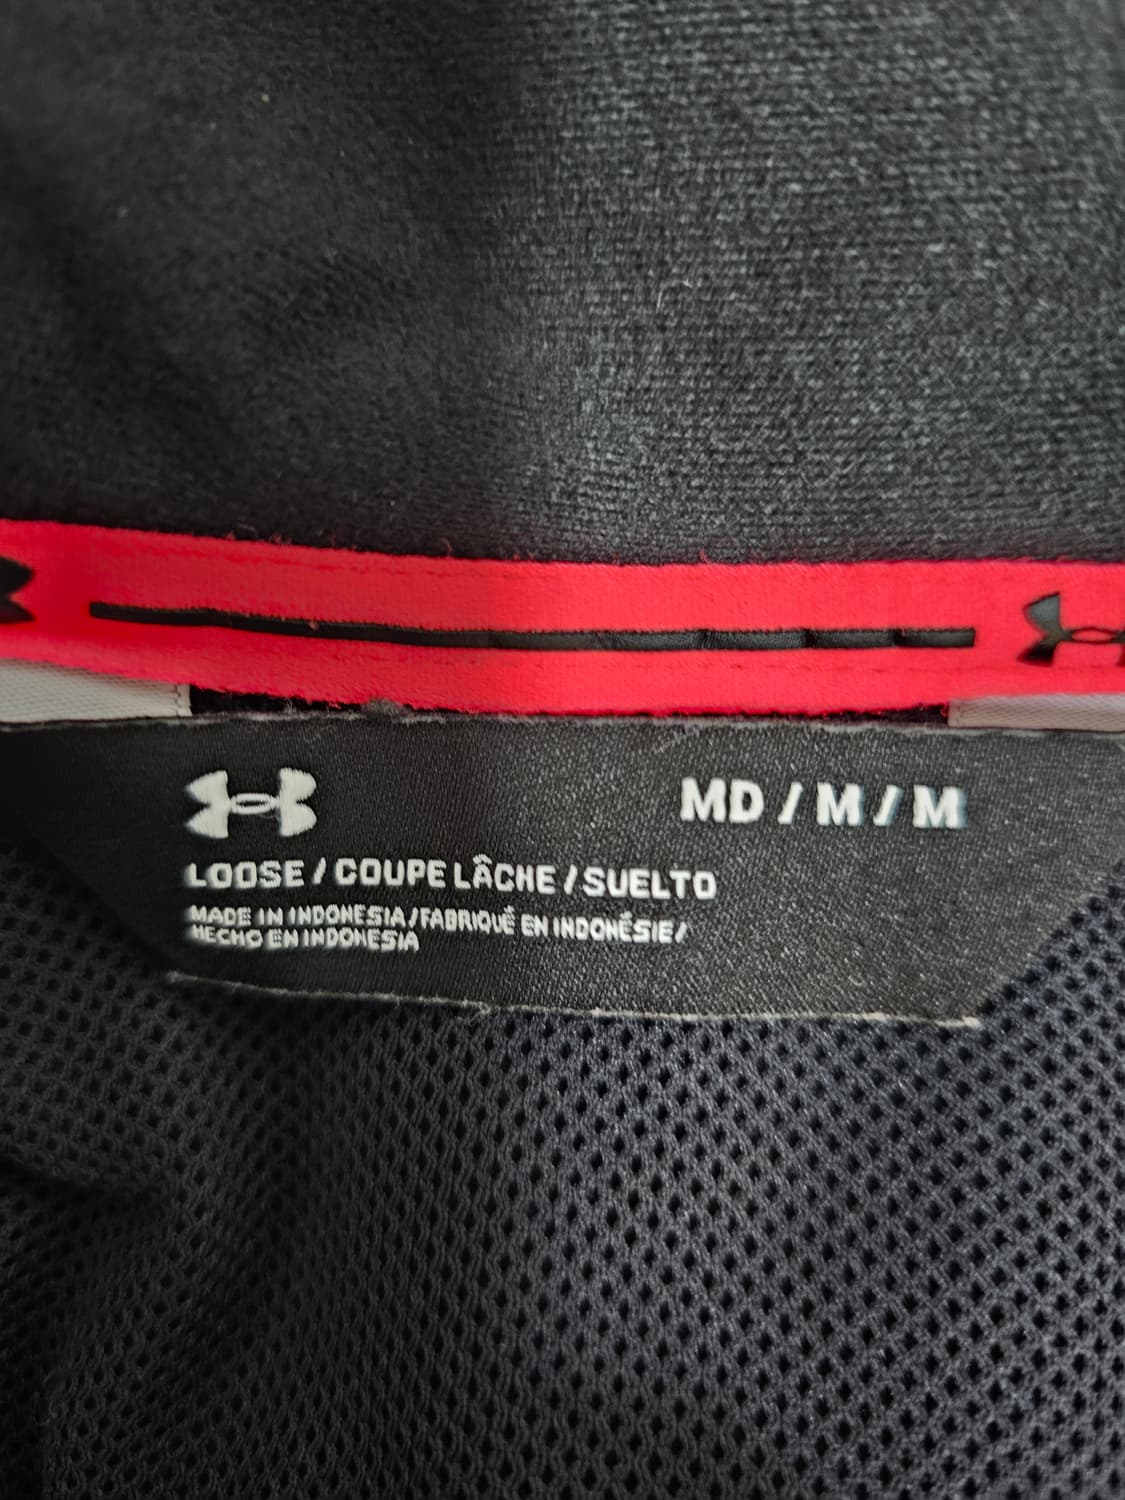 MD / M / M
LOOSE / COUPE LÂCHE / SUELTO
MADE IN INDONESIA / FABRIQUÉ EN INDONÉSIE /
HECHO EN INDONESIA